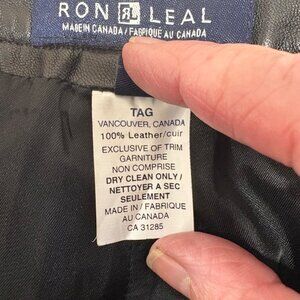 RON RL LEAL
MADE IN CANADA / FABRIQUE AU CANADA
TAG
VANCOUVER, CANADA
100% Leather/cuir
EXCLUSIVE OF TRIM
GARNITURE
NON COMPRISE
DRY CLEAN ONLY/
NETTOYER A SEC
SEULEMENT
MADE IN / FABRIQUE
AU CANADA
CA 31285